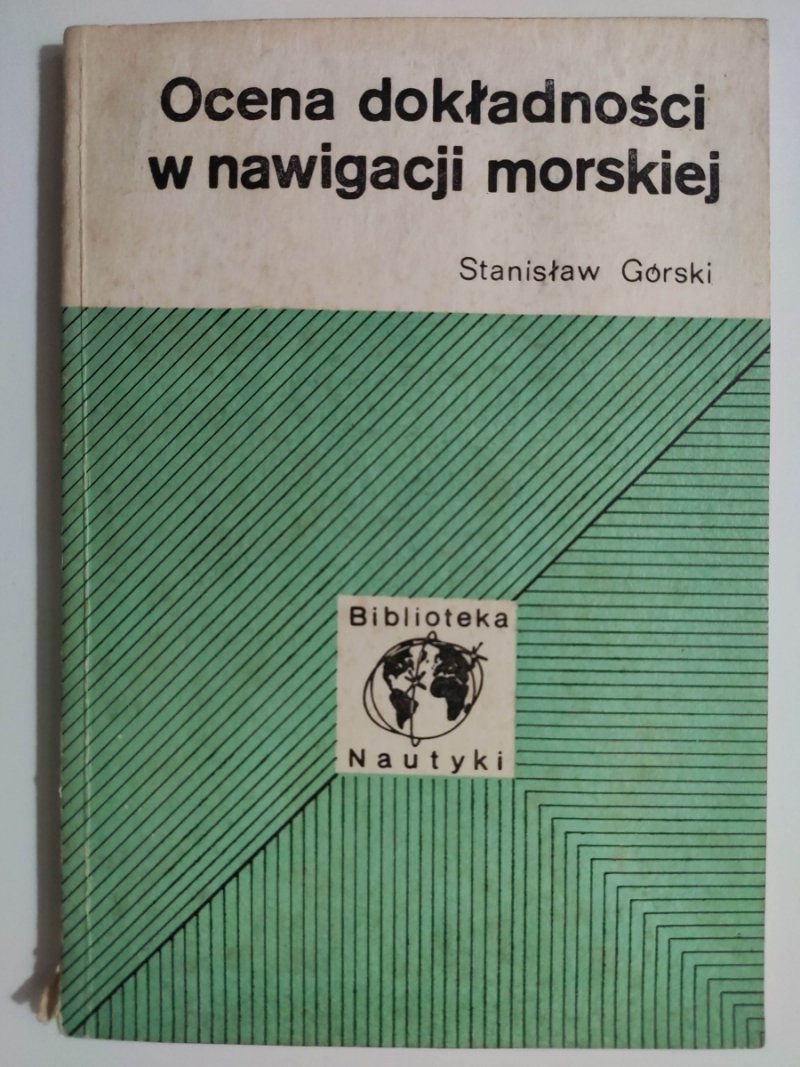 Ocena dokładności
w nawigacji morskiej
Stanisław Górski
Biblioteka
Nautyki